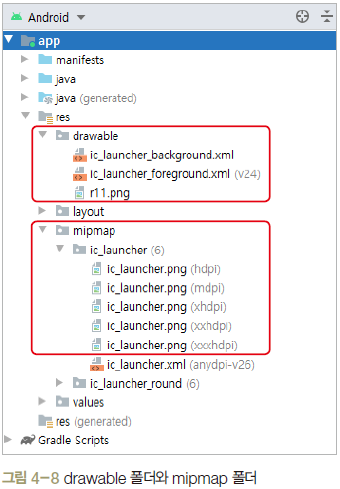 Android
app
manifests
java
java (generated)
res
drawable
ic_launcher_background.xml
ic_launcher_foreground.xml (v24)
r11.png
layout
mipmap
ic_launcher (6)
ic_launcher.png (hdpi)
ic_launcher.png (mdpi)
ic_launcher.png (xhdpi)
ic_launcher.png (xxhdpi)
ic_launcher.png (xxxhdpi)
ic_launcher.xml (anydpi-v26)
ic_launcher_round (6)
values
res (generated)
Gradle Scripts
그림 4-8 drawable 폴더와 mipmap 폴더